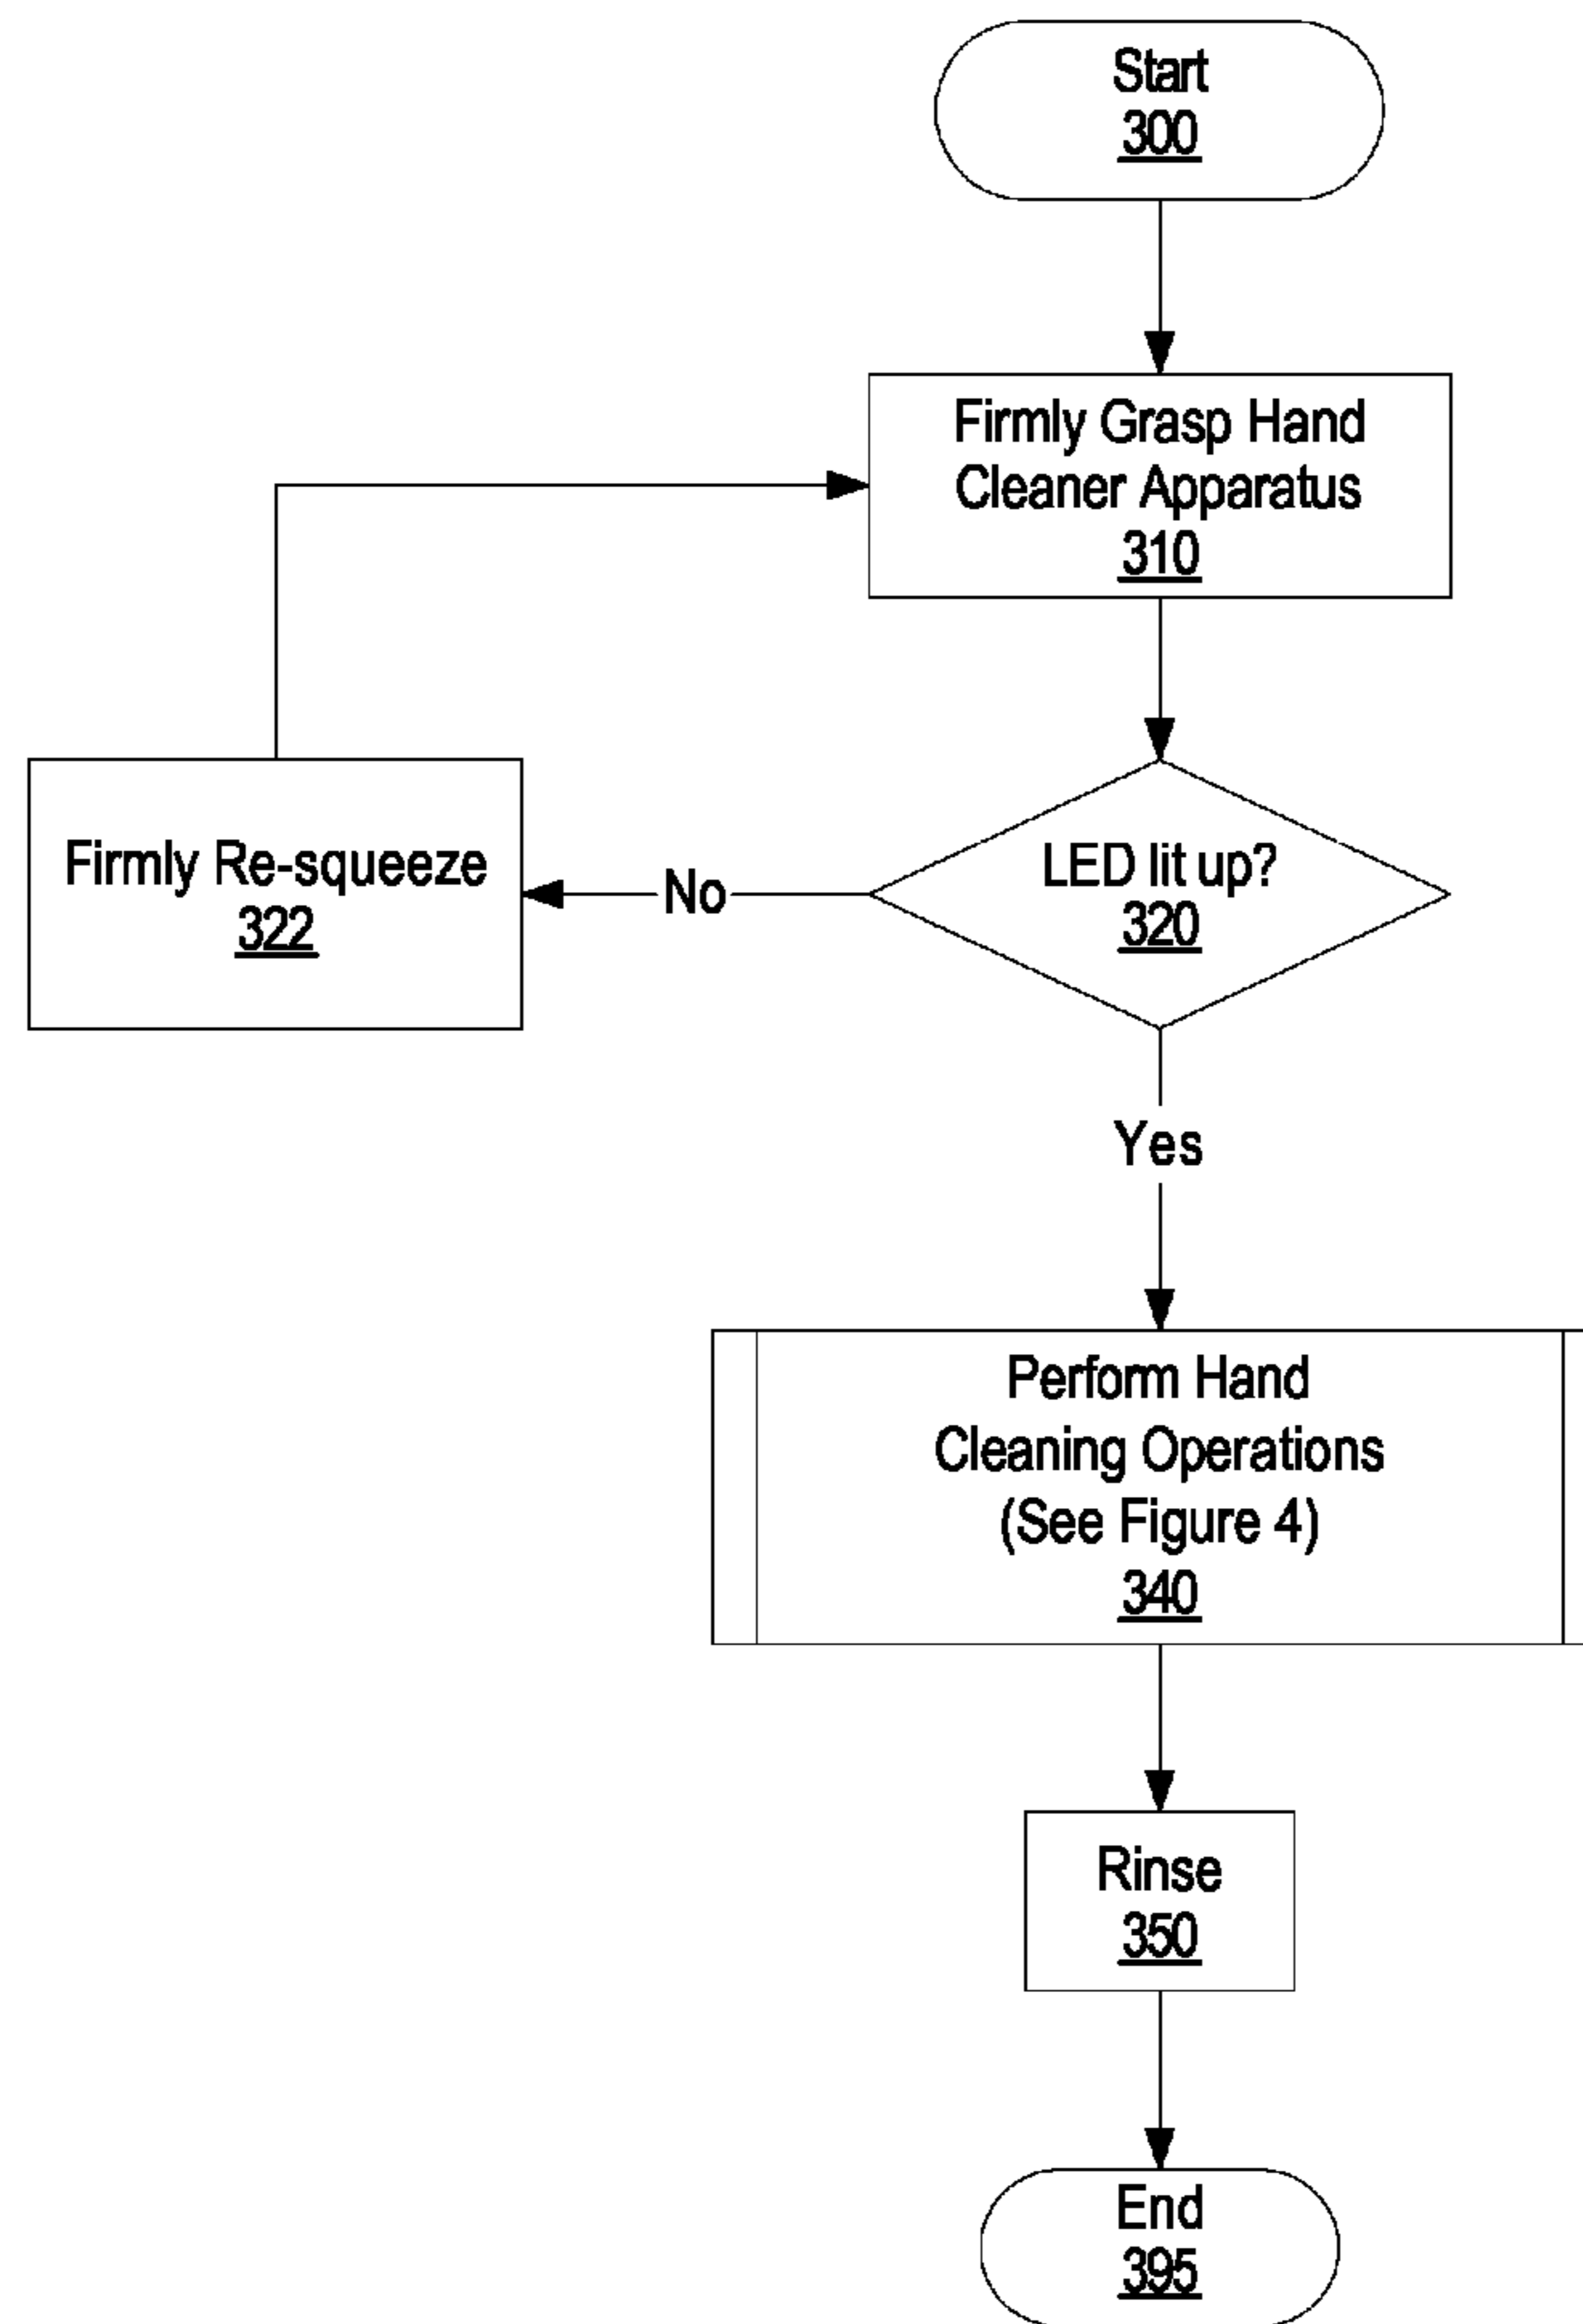 Start
300
Firmly Grasp Hand
Cleaner Apparatus
310
LED lit up?
320
No
Firmly Re-squeeze
322
Yes
Perform Hand
Cleaning Operations
(See Figure 4)
340
Rinse
350
End
395